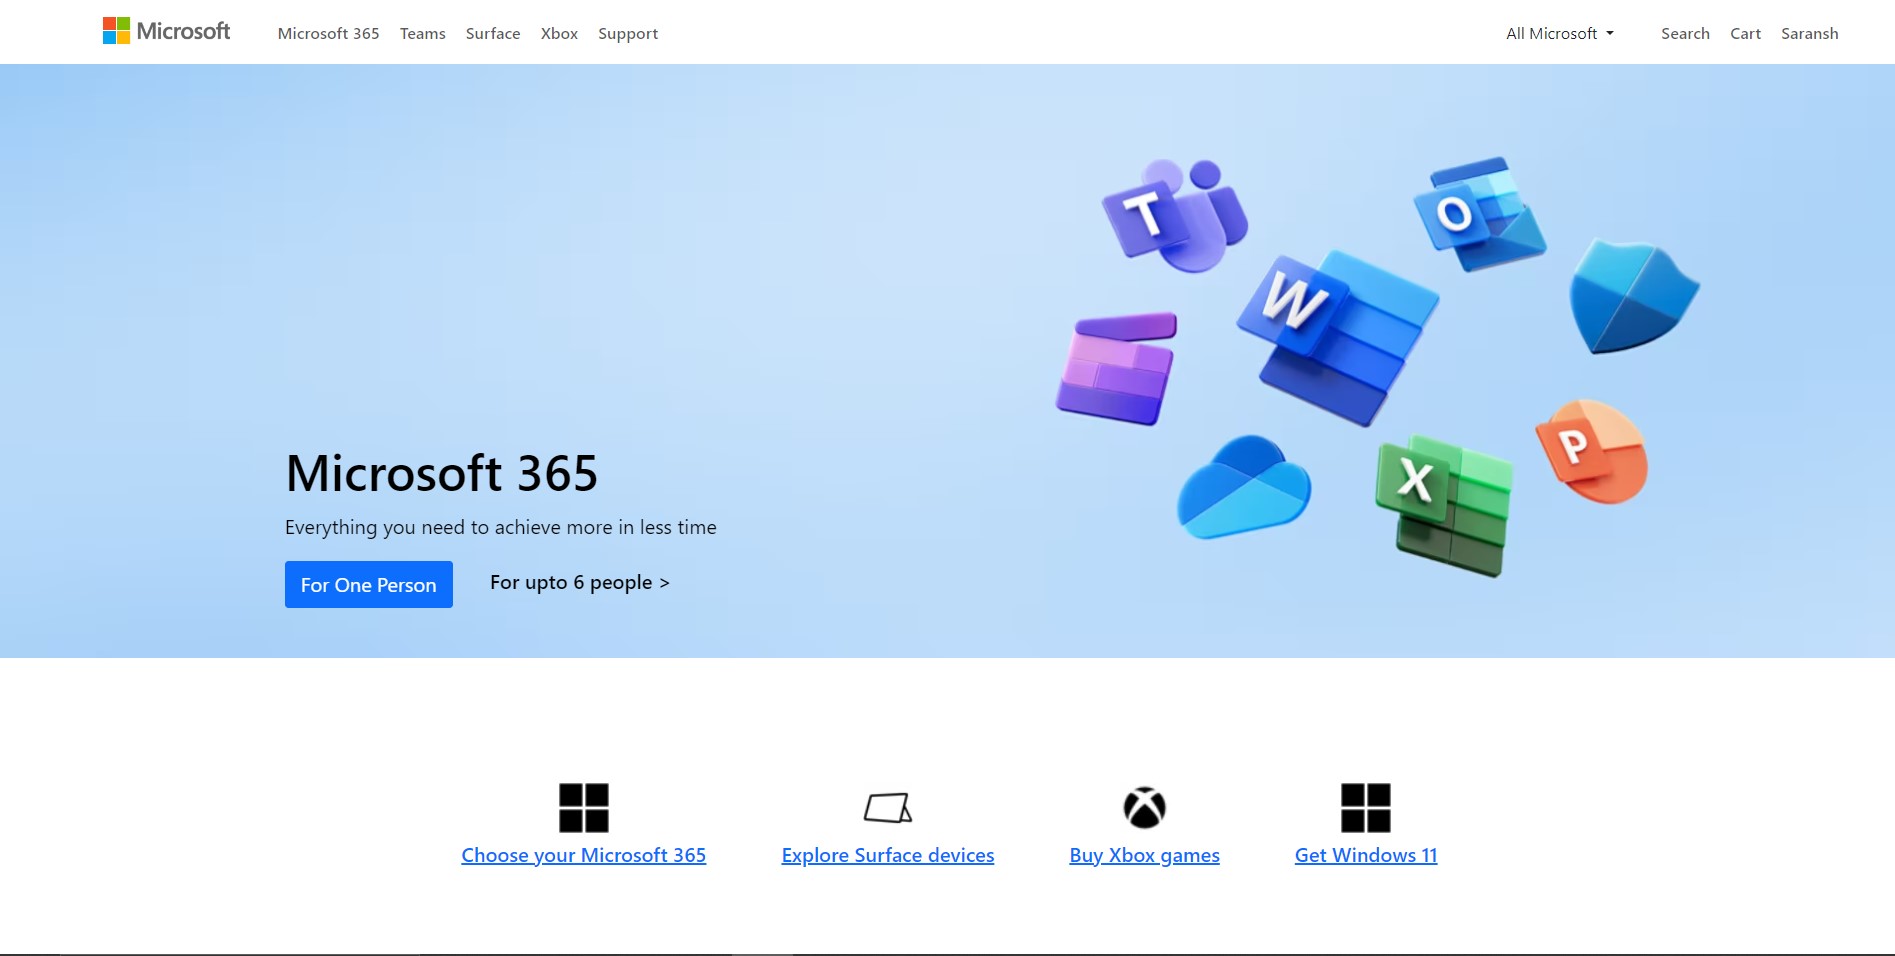 Microsoft
Microsoft 365 Teams Surface Xbox Support
All Microsoft Search Cart Saransh
T
O
W
P
X
Microsoft 365
Everything you need to achieve more in less time
For One Person
For upto 6 people >
Choose your Microsoft 365
Explore Surface devices
Buy Xbox games
Get Windows 11